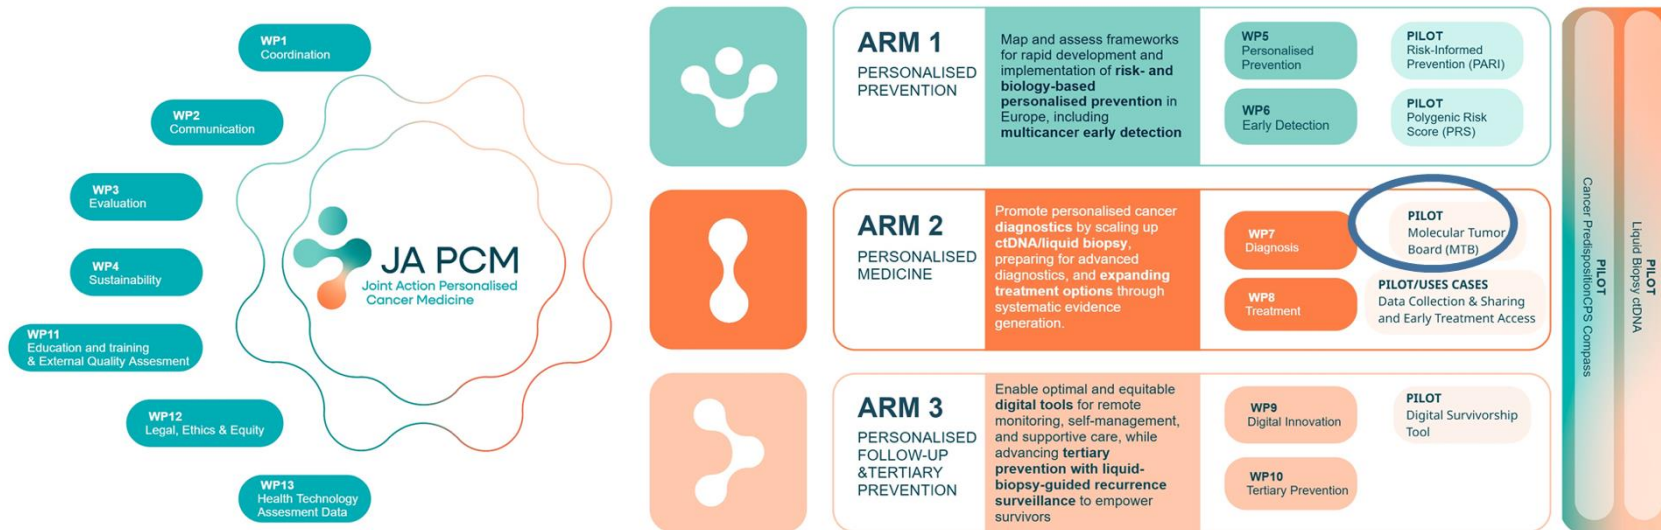 WP1
Coordination
WP2
Communication
WP3
Evaluation
WP4
Sustainability
WP11
Education and training
& External Quality Assesment
WP12
Legal, Ethics & Equity
WP13
Health Technology
Assesment Data
JA PCM
Joint Action Personalised
Cancer Medicine
ARM 1
PERSONALISED
PREVENTION
Map and assess frameworks
for rapid development and
implementation of risk- and
biology-based
personalised prevention in
Europe, including
multicancer early detection
WP5
Personalised
Prevention
WP6
Early Detection
PILOT
Risk-Informed
Prevention (PARI)
PILOT
Polygenic Risk
Score (PRS)
ARM 2
PERSONALISED
MEDICINE
Promote personalised cancer
diagnostics by scaling up
ctDNA/liquid biopsy,
preparing for advanced
diagnostics, and expanding
treatment options through
systematic evidence
generation.
WP7
Diagnosis
WP8
Treatment
PILOT
Molecular Tumor
Board (MTB)
PILOT/USES CASES
Data Collection & Sharing
and Early Treatment Access
ARM 3
PERSONALISED
FOLLOW-UP
&TERTIARY
PREVENTION
Enable optimal and equitable
digital tools for remote
monitoring, self-management,
and supportive care, while
advancing tertiary
prevention with liquid-
biopsy-guided recurrence
surveillance to empower
survivors
WP9
Digital Innovation
WP10
Tertiary Prevention
PILOT
Digital Survivorship
Tool
PILOT
Cancer PredispositionCPS Compass
PILOT
Liquid Biopsy ctDNA